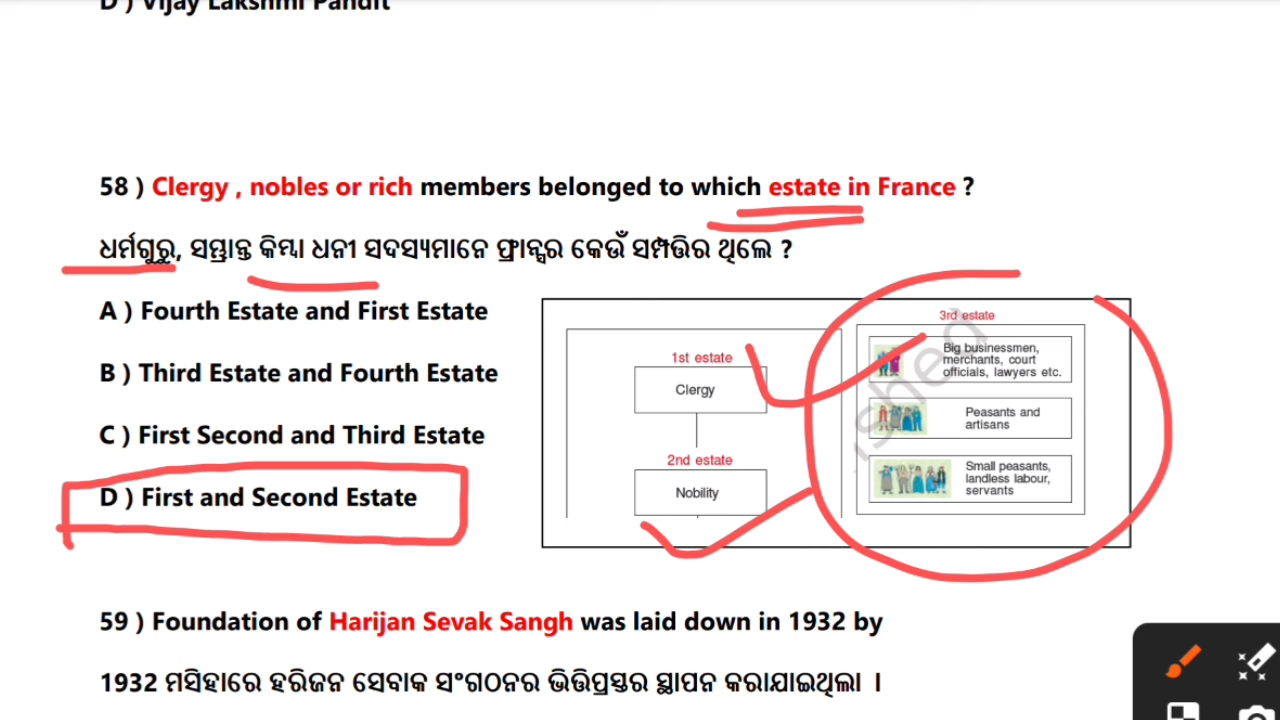 D ) Vijay Lakshmi Pandit
58 ) Clergy , nobles or rich members belonged to which estate in France ?
ଧର୍ମଗୁରୁ, ସମ୍ଭ୍ରାନ୍ତ କିମ୍ବା ଧନୀ ସଦସ୍ୟମାନେ ଫ୍ରାନ୍ସର କେଉଁ ସମ୍ପତ୍ତିର ଥିଲେ ?
A ) Fourth Estate and First Estate
B ) Third Estate and Fourth Estate
C ) First Second and Third Estate
D ) First and Second Estate
1st estate
Clergy
2nd estate
Nobility
3rd estate
Big businessmen,
merchants, court
officials, lawyers etc.
Peasants and
artisans
Small peasants,
landless labour,
servants
ished
59 ) Foundation of Harijan Sevak Sangh was laid down in 1932 by
1932 ମସିହାରେ ହରିଜନ ସେବାକ ସଂଗଠନର ଭିତ୍ତିପ୍ରସ୍ତର ସ୍ଥାପନ କରାଯାଇଥିଲା ।